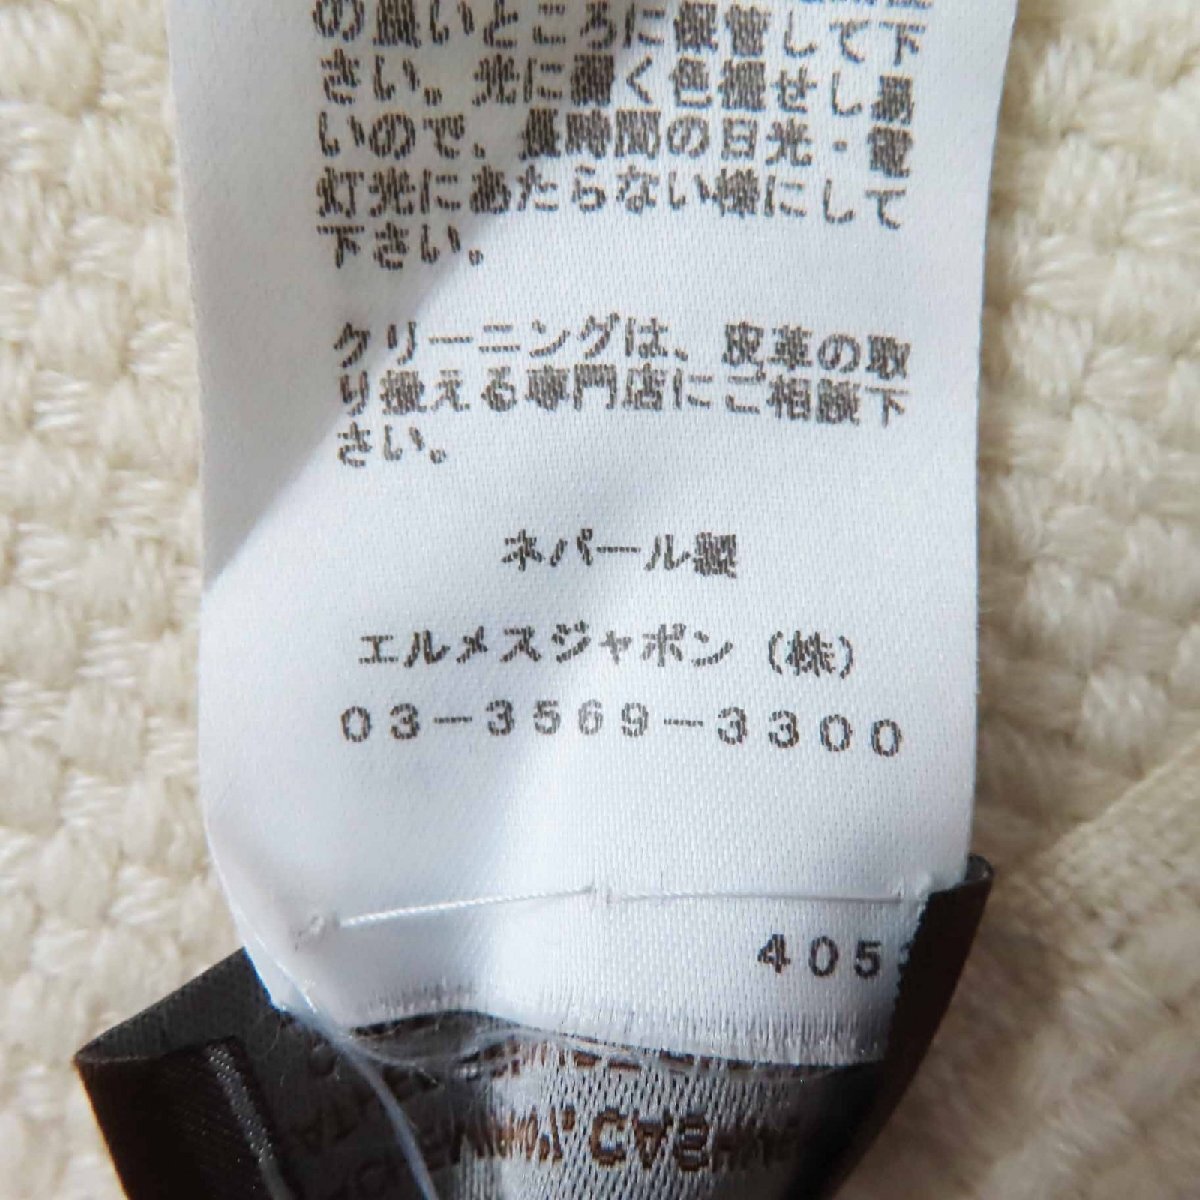 の良いところに保管して下
さい。光に弱く色褪せし易
いので、長時間の日光・電
灯光にあたらない様にして
下さい。
クリーニングは、皮革の取
り扱える専門店にご相談下
さい。
ネパール製
エルメスジャポン（株）
03－3569－3300
405